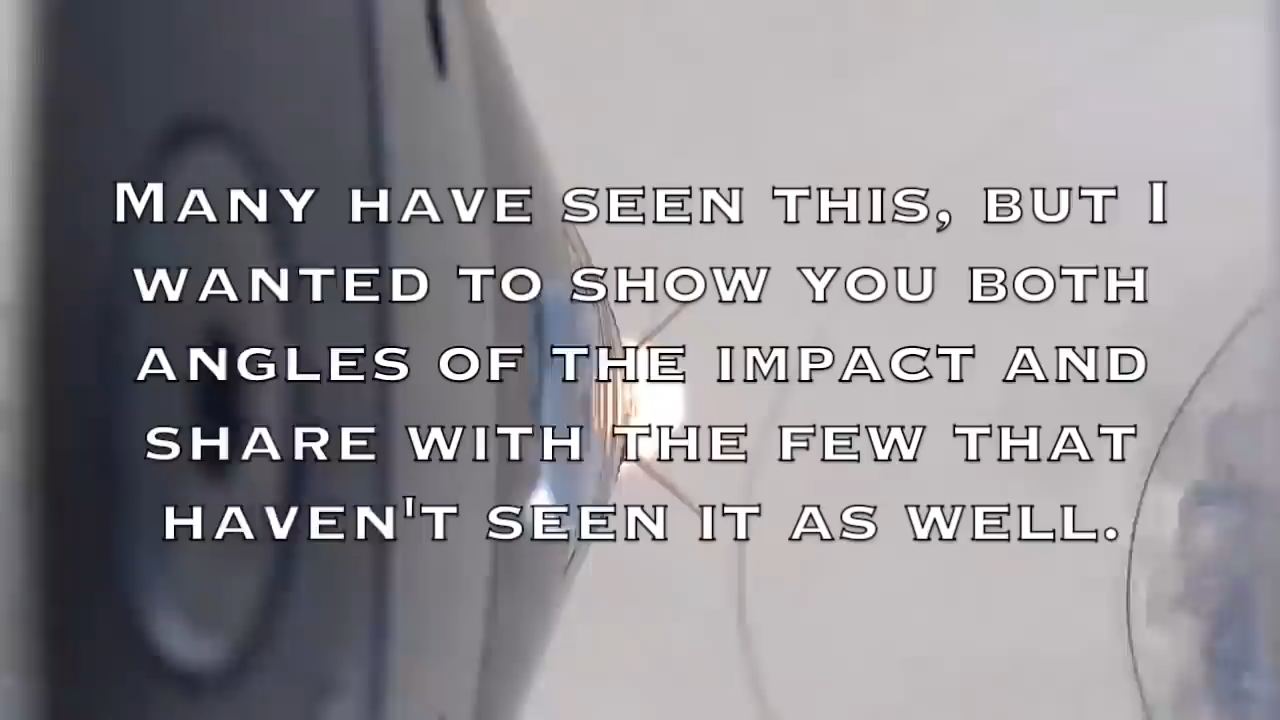 Many have seen this, but I
wanted to show you both
angles of the impact and
share with the few that
haven't seen it as well.